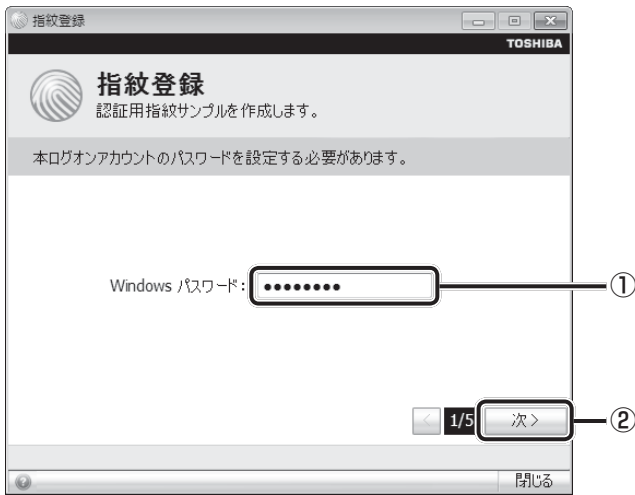 指紋登録
TOSHIBA
指紋登録
認証用指紋サンプルを作成します。
本ログオンアカウントのパスワードを設定する必要があります。
Windows パスワード: ●●●●●●●●
①
< 1/5 次 >
②
? 閉じる